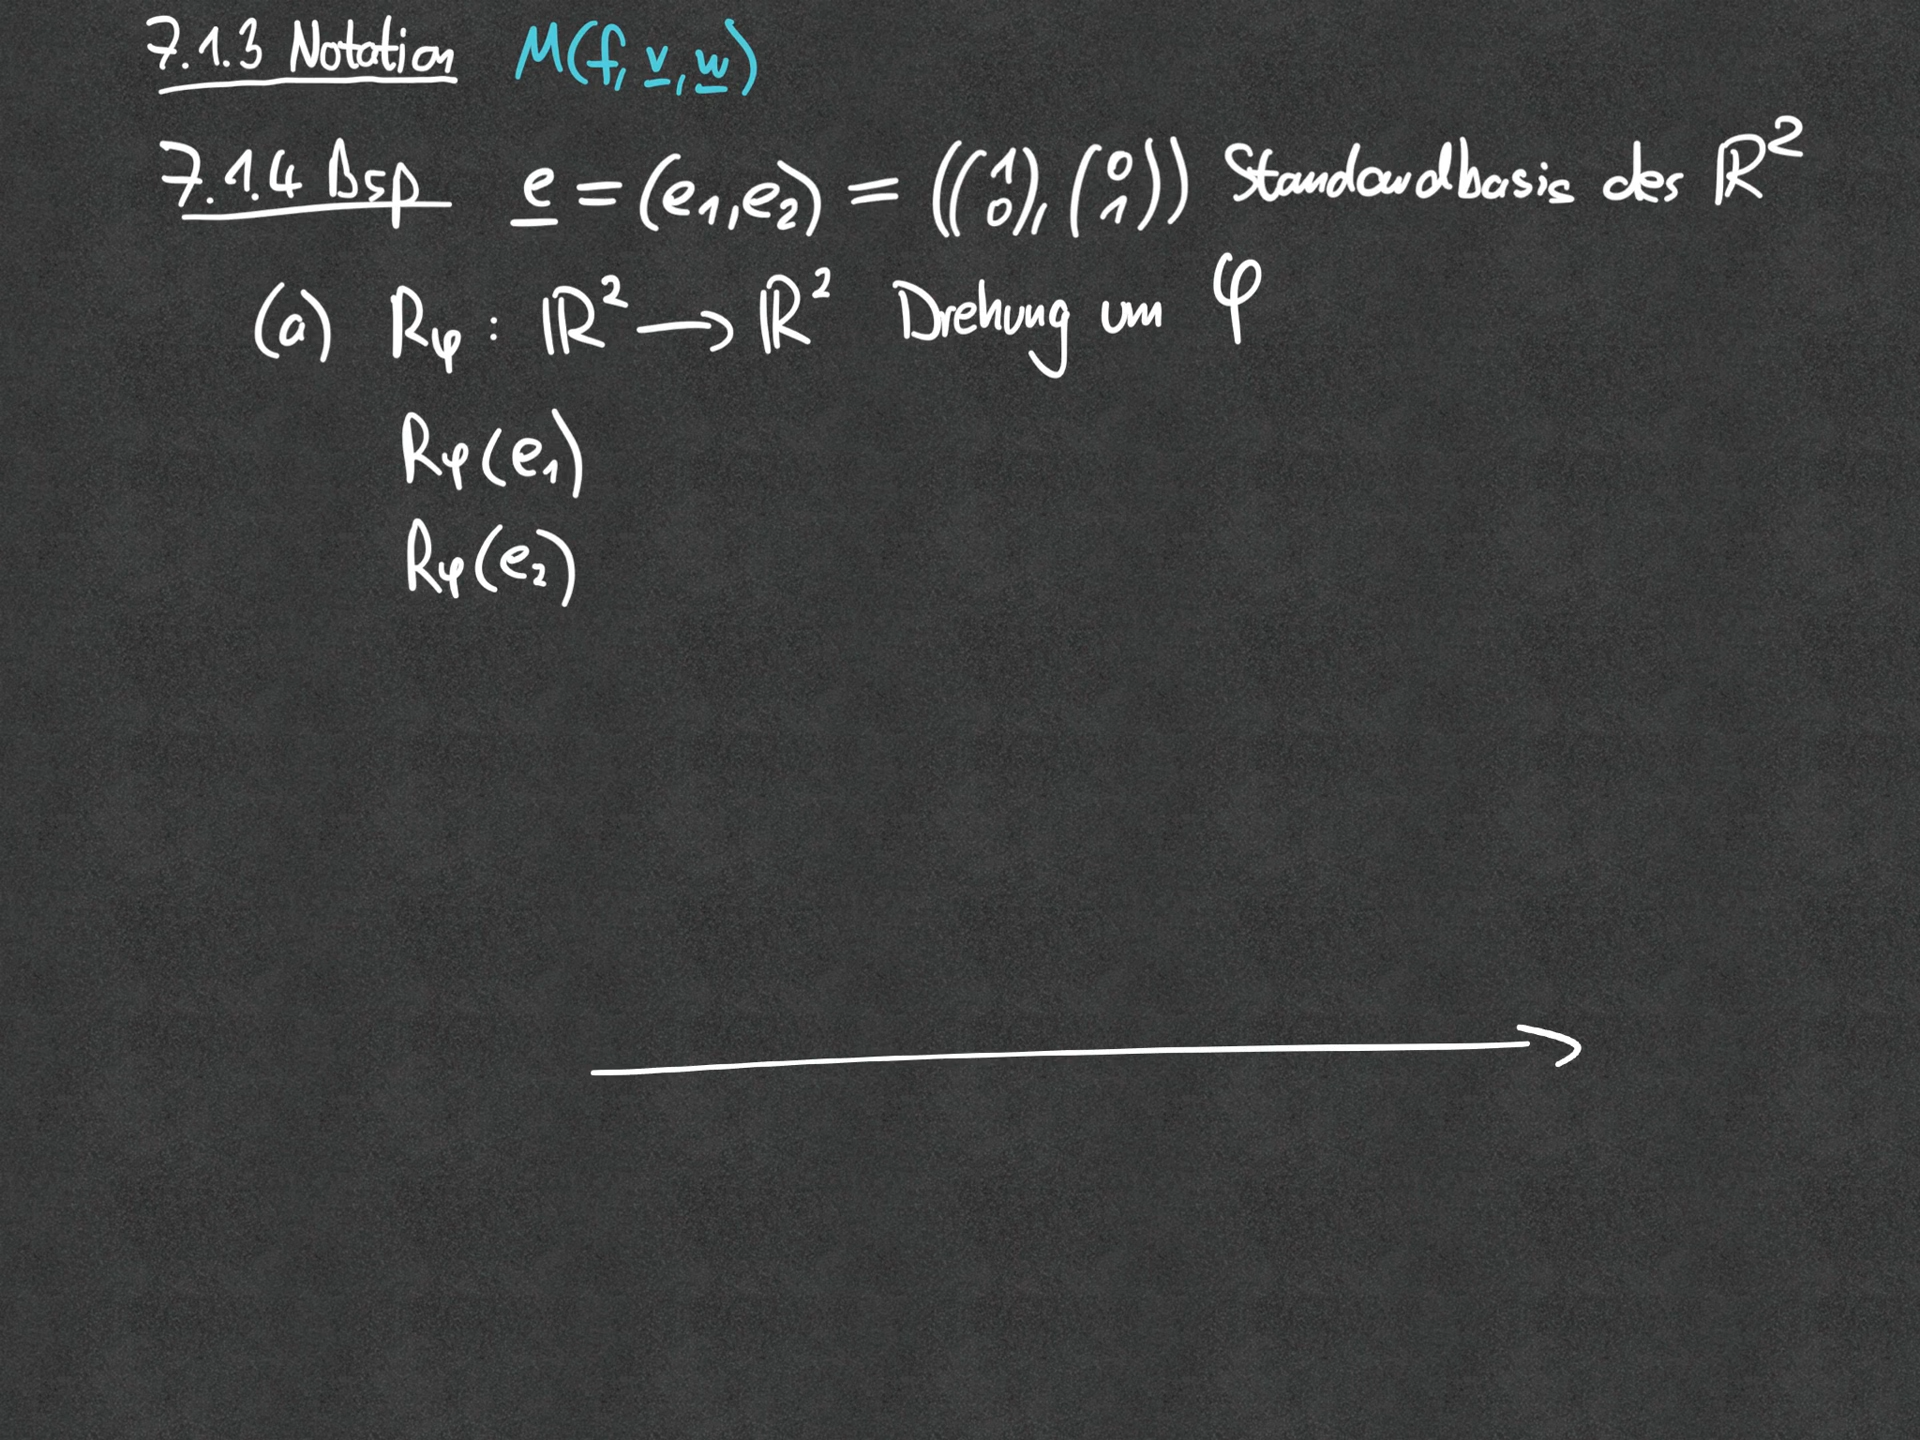 7.1.3 Notation M(f, v, w)
7.1.4 Bsp e = (e₁, e₂) = ((1 0), (0 1)) Standardbasis des ℝ²
(a) Rφ : ℝ² → ℝ² Drehung um φ
Rφ(e₁)
Rφ(e₂)